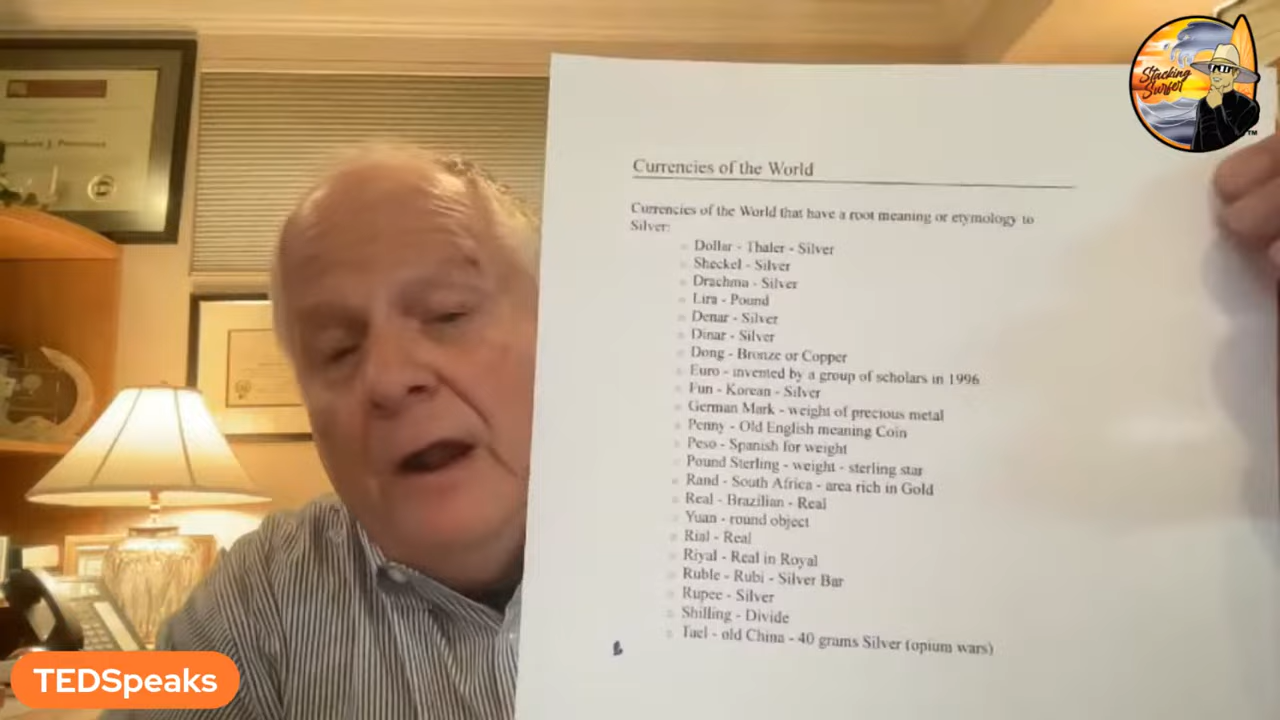 Stacking
Surfer
TM
Currencies of the World
Currencies of the World that have a root meaning or etymology to
Silver:
Dollar - Thaler - Silver
Sheckel - Silver
Drachma - Silver
Lira - Pound
Denar - Silver
Dinar - Silver
Dong - Bronze or Copper
Euro - invented by a group of scholars in 1996
Fun - Korean - Silver
German Mark - weight of precious metal
Penny - Old English meaning Coin
Peso - Spanish for weight
Pound Sterling - weight - sterling star
Rand - South Africa - area rich in Gold
Real - Brazilian - Real
Yuan - round object
Rial - Real
Riyal - Real in Royal
Ruble - Rubi - Silver Bar
Rupee - Silver
Shilling - Divide
Tael - old China - 40 grams Silver (opium wars)
TEDSpeaks